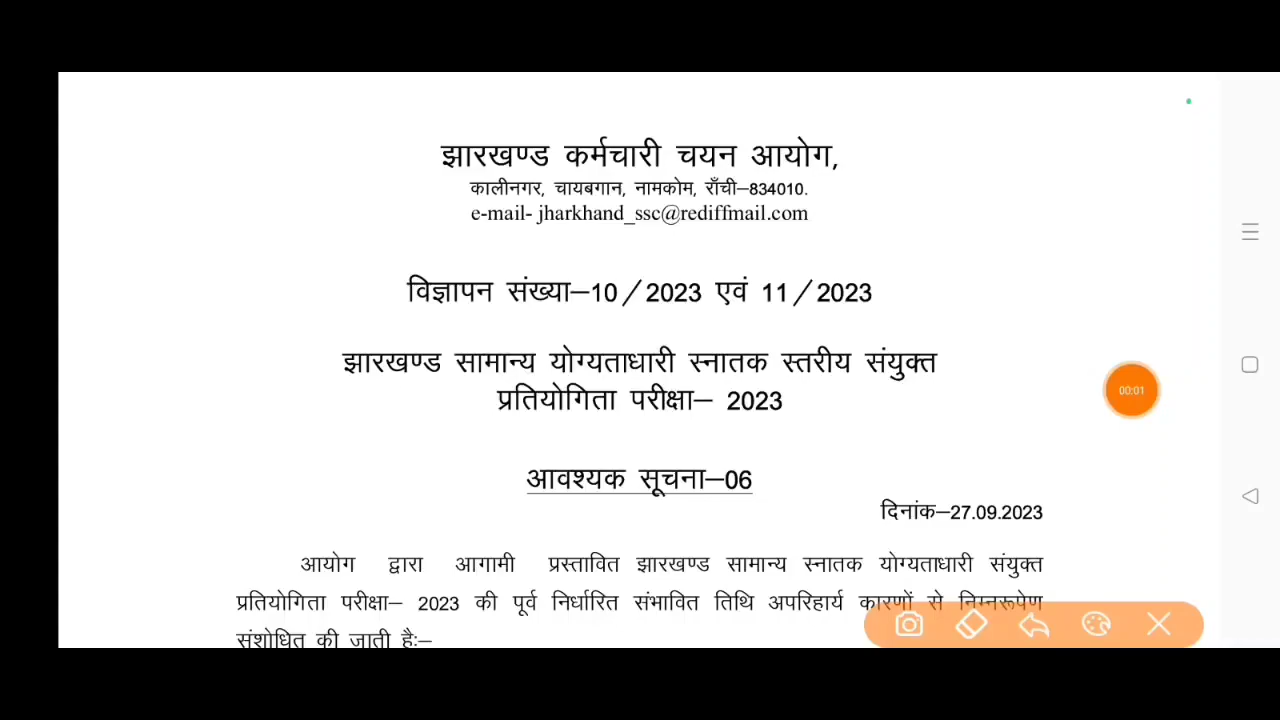 झारखण्ड कर्मचारी चयन आयोग,
कालीनगर, चायबगान, नामकोम, राँची–834010.
e-mail- jharkhand_ssc@rediffmail.com
विज्ञापन संख्या–10/2023 एवं 11/2023
झारखण्ड सामान्य योग्यताधारी स्नातक स्तरीय संयुक्त
प्रतियोगिता परीक्षा– 2023
00:01
आवश्यक सूचना–06
दिनांक–27.09.2023
आयोग द्वारा आगामी प्रस्तावित झारखण्ड सामान्य स्नातक योग्यताधारी संयुक्त
प्रतियोगिता परीक्षा– 2023 की पूर्व निर्धारित संभावित तिथि अपरिहार्य कारणों से निम्नरूपेण
संशोधित की जाती है:–